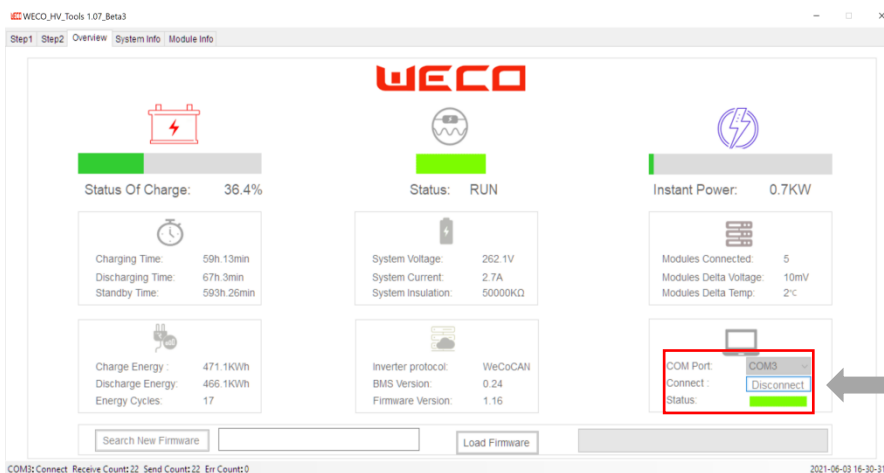 WECO WECO_HV_Tools 1.07_Beta3
Step1 Step2 Overview System Info Module Info
WECO
Status Of Charge: 36.4%
Status: RUN
Instant Power: 0.7KW
Charging Time: 59h.13min
Discharging Time: 67h.3min
Standby Time: 593h.26min
System Voltage: 262.1V
System Current: 2.7A
System Insulation: 50000KΩ
Modules Connected: 5
Modules Delta Voltage: 10mV
Modules Delta Temp: 2℃
Charge Energy : 471.1KWh
Discharge Energy: 466.1KWh
Energy Cycles: 17
Inverter protocol: WeCoCAN
BMS Version: 0.24
Firmware Version: 1.16
COM Port: COM3
Connect : Disconnect
Status:
Search New Firmware
Load Firmware
COM3: Connect Receive Count: 22 Send Count: 22 Err Count: 0
2021-06-03 16-30-31